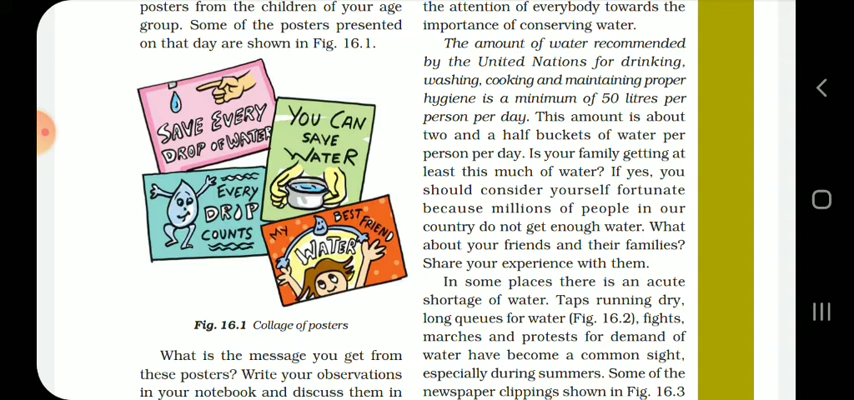 posters from the children of your age
group. Some of the posters presented
on that day are shown in Fig. 16.1.
SAVE EVERY
DROP OF WATER
YOU CAN
SAVE
WATER
EVERY
DROP
COUNTS
MY BEST FRIEND
WATER
Fig. 16.1 Collage of posters
What is the message you get from
these posters? Write your observations
in your notebook and discuss them in
the attention of everybody towards the
importance of conserving water.
The amount of water recommended
by the United Nations for drinking,
washing, cooking and maintaining proper
hygiene is a minimum of 50 litres per
person per day. This amount is about
two and a half buckets of water per
person per day. Is your family getting at
least this much of water? If yes, you
should consider yourself fortunate
because millions of people in our
country do not get enough water. What
about your friends and their families?
Share your experience with them.
In some places there is an acute
shortage of water. Taps running dry,
long queues for water (Fig. 16.2), fights,
marches and protests for demand of
water have become a common sight,
especially during summers. Some of the
newspaper clippings shown in Fig. 16.3